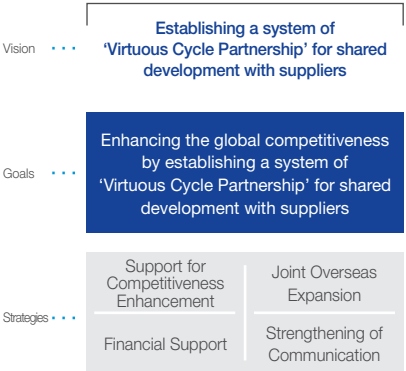 Vision
Establishing a system of
‘Virtuous Cycle Partnership’ for shared
development with suppliers
Goals
Enhancing the global competitiveness
by establishing a system of
‘Virtuous Cycle Partnership’ for shared
development with suppliers
Strategies
Support for
Competitiveness
Enhancement
Joint Overseas
Expansion
Financial Support
Strengthening of
Communication